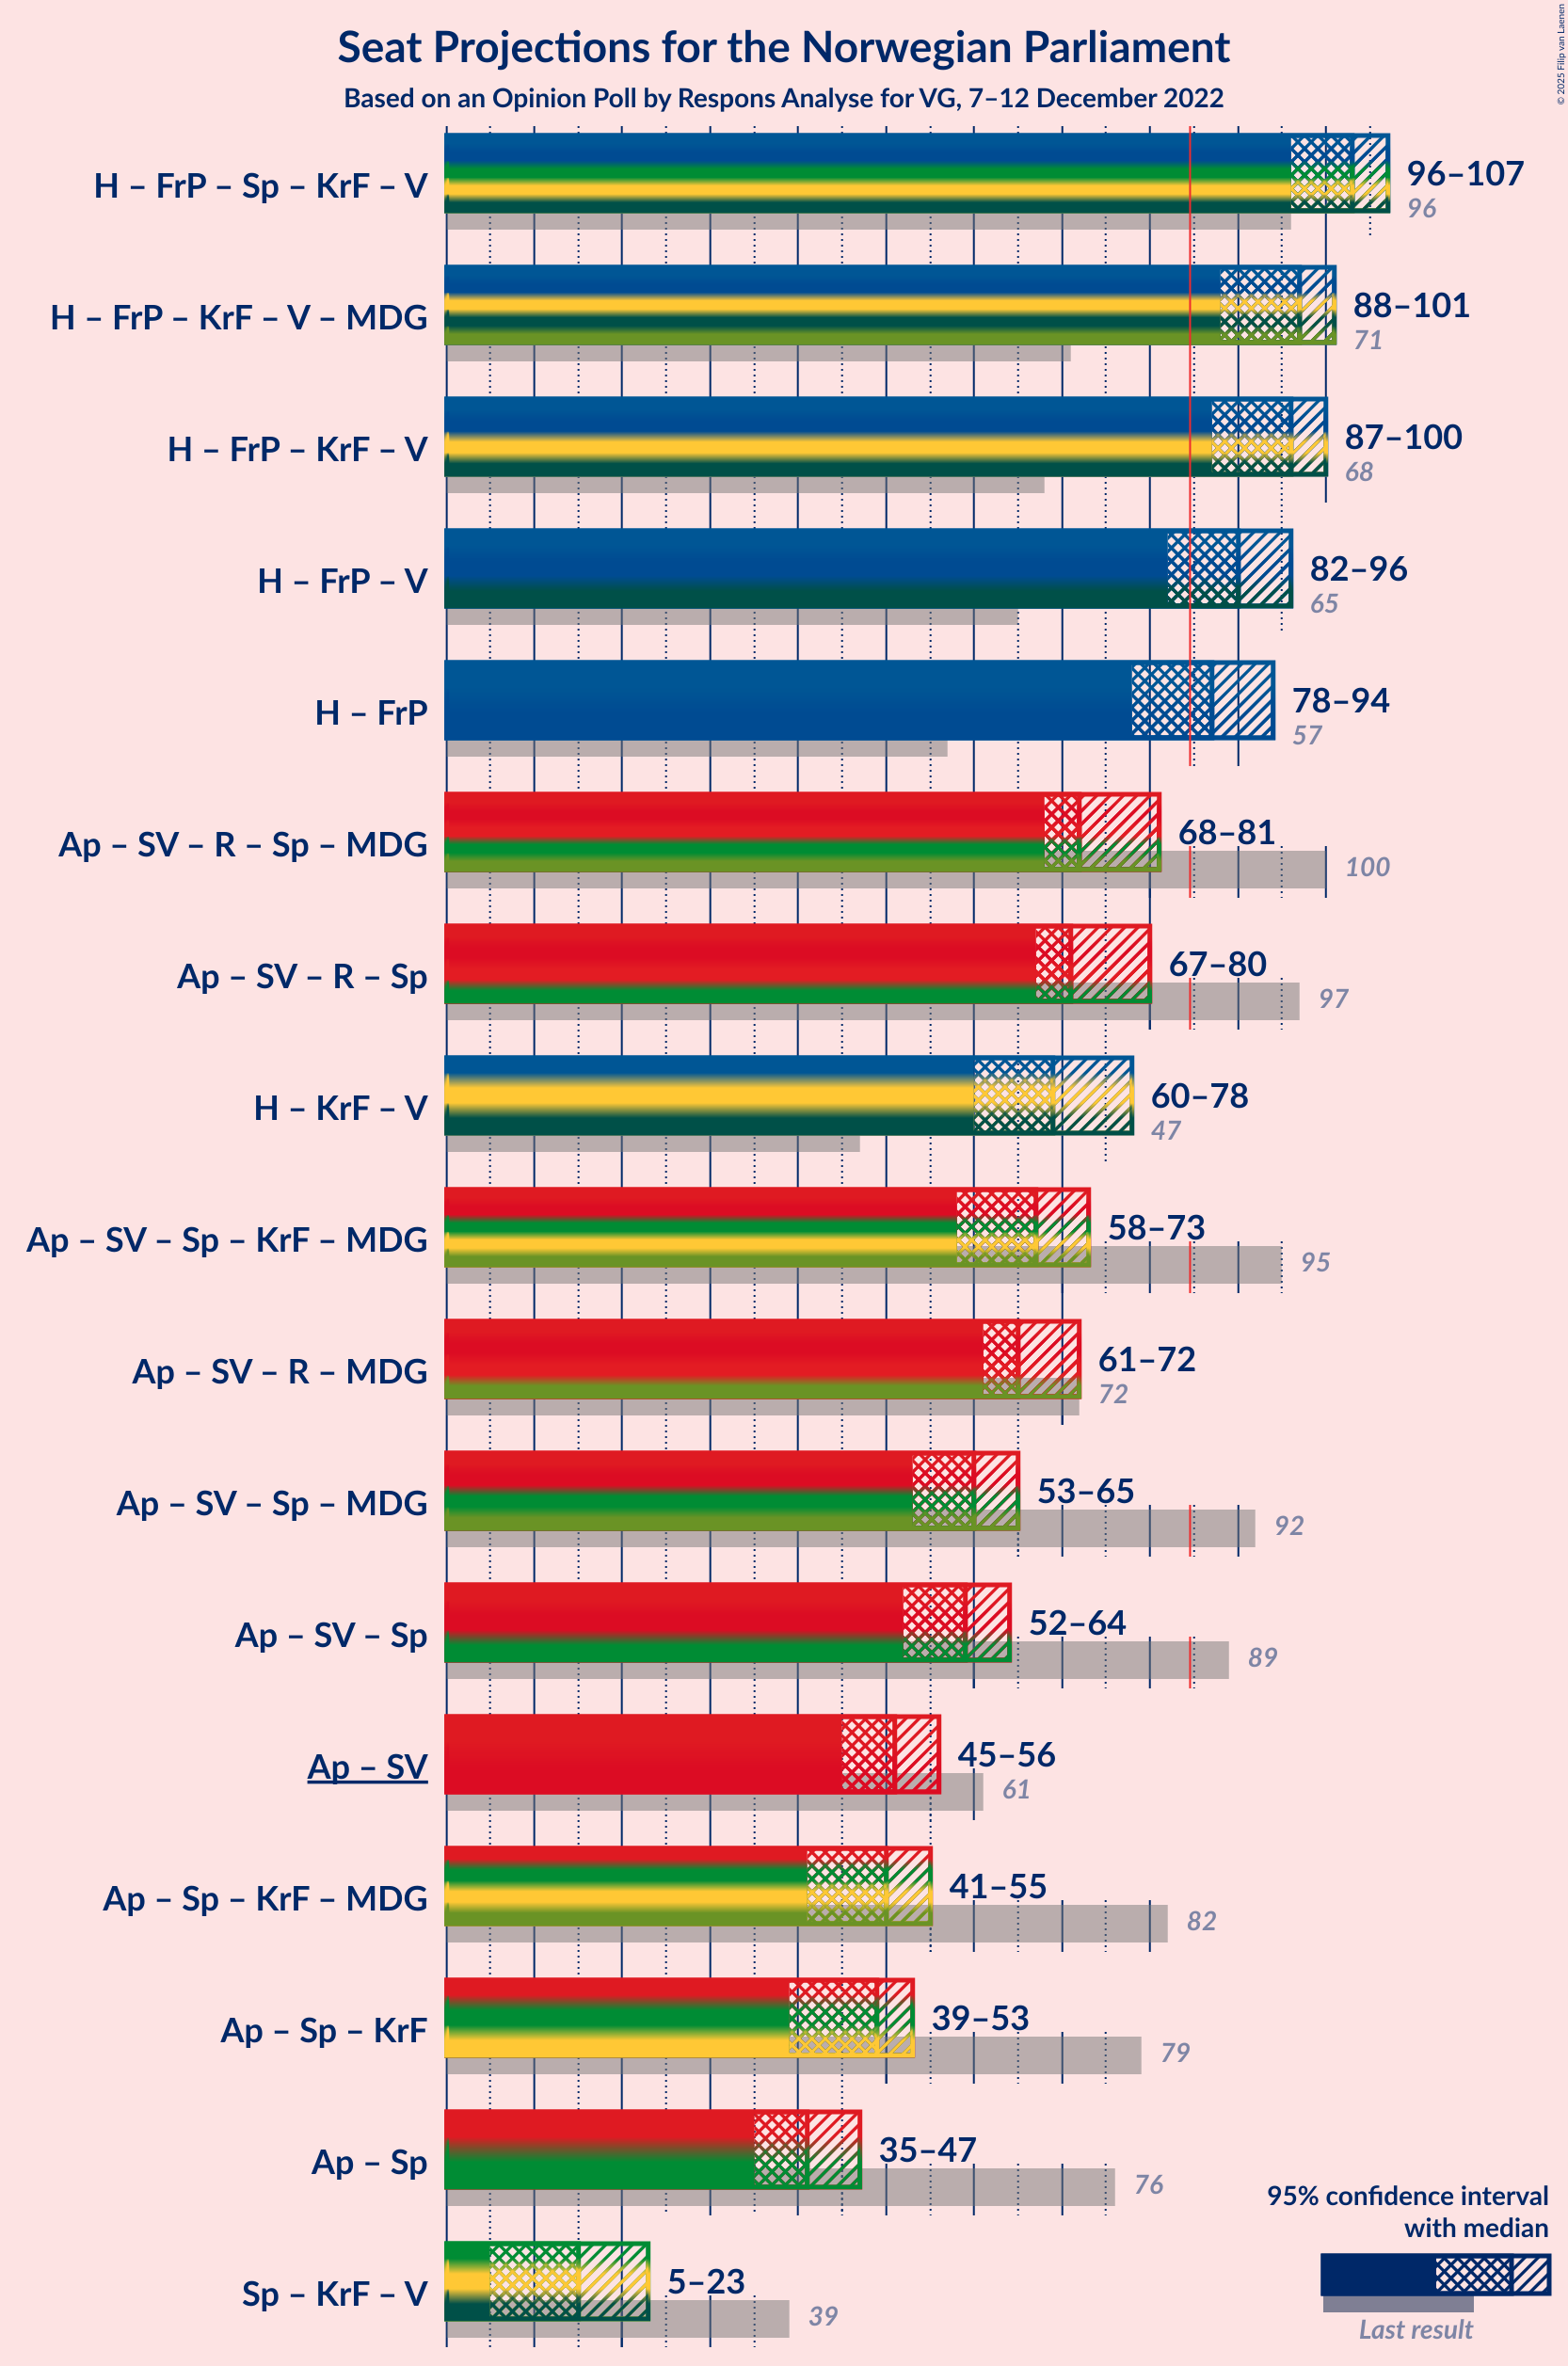 Seat Projections for the Norwegian Parliament
Based on an Opinion Poll by Respons Analyse for VG, 7–12 December 2022
© 2025 Filip van Laenen
H – FrP – Sp – KrF – V
96–107
96
H – FrP – KrF – V – MDG
88–101
71
H – FrP – KrF – V
87–100
68
H – FrP – V
82–96
65
H – FrP
78–94
57
Ap – SV – R – Sp – MDG
68–81
100
Ap – SV – R – Sp
67–80
97
H – KrF – V
60–78
47
Ap – SV – Sp – KrF – MDG
58–73
95
Ap – SV – R – MDG
61–72
72
Ap – SV – Sp – MDG
53–65
92
Ap – SV – Sp
52–64
89
Ap – SV
45–56
61
Ap – Sp – KrF – MDG
41–55
82
Ap – Sp – KrF
39–53
79
Ap – Sp
35–47
76
Sp – KrF – V
5–23
39
95% confidence interval
with median
Last result